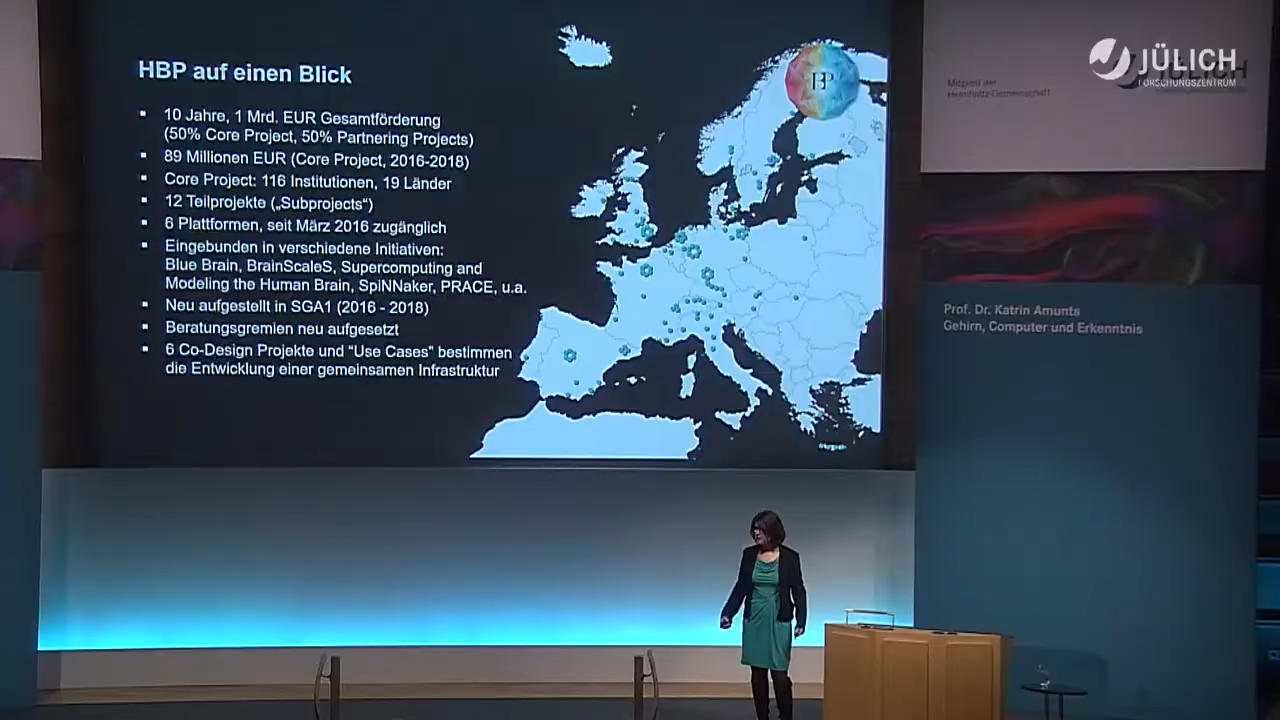 HBP auf einen Blick
▪ 10 Jahre, 1 Mrd. EUR Gesamtförderung
(50% Core Project, 50% Partnering Projects)
▪ 89 Millionen EUR (Core Project, 2016-2018)
▪ Core Project: 116 Institutionen, 19 Länder
▪ 12 Teilprojekte („Subprojects“)
▪ 6 Plattformen, seit März 2016 zugänglich
▪ Eingebunden in verschiedene Initiativen:
Blue Brain, BrainScaleS, Supercomputing and
Modeling the Human Brain, SpiNNaker, PRACE, u.a.
▪ Neu aufgestellt in SGA1 (2016 - 2018)
▪ Beratungsgremien neu aufgesetzt
▪ 6 Co-Design Projekte und “Use Cases” bestimmen
die Entwicklung einer gemeinsamen Infrastruktur
Mitglied der
Helmholtz-Gemeinschaft
JÜLICH
FORSCHUNGSZENTRUM
JÜLICH
Prof. Dr. Katrin Amunts
Gehirn, Computer und Erkenntnis